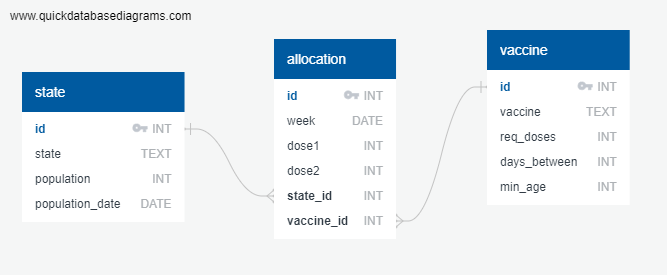 www.quickdatabasediagrams.com
state
id INT
state TEXT
population INT
population_date DATE
allocation
id INT
week DATE
dose1 INT
dose2 INT
state_id INT
vaccine_id INT
vaccine
id INT
vaccine TEXT
req_doses INT
days_between INT
min_age INT